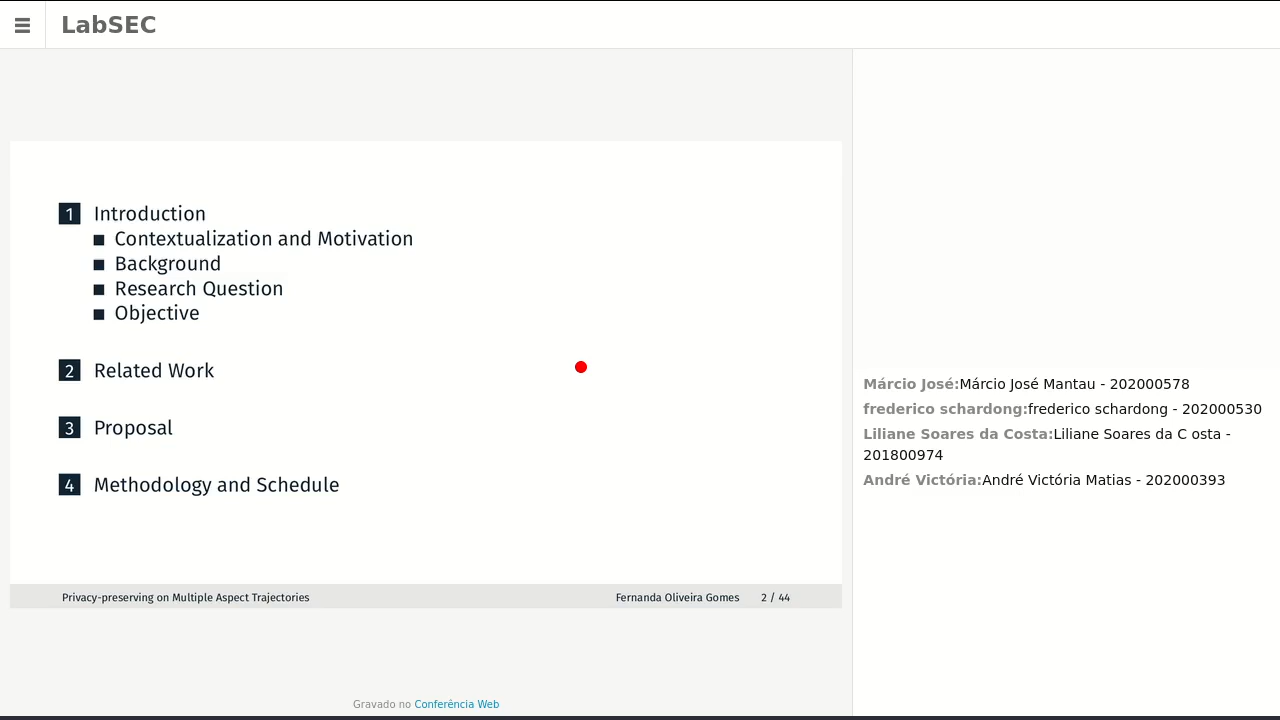 LabSEC
1 Introduction
Contextualization and Motivation
Background
Research Question
Objective
2 Related Work
3 Proposal
4 Methodology and Schedule
Privacy-preserving on Multiple Aspect Trajectories Fernanda Oliveira Gomes 2 / 44
Gravado no Conferência Web
Márcio José:Márcio José Mantau - 202000578
frederico schardong:frederico schardong - 202000530
Liliane Soares da Costa:Liliane Soares da C osta -
201800974
André Victória:André Victória Matias - 202000393